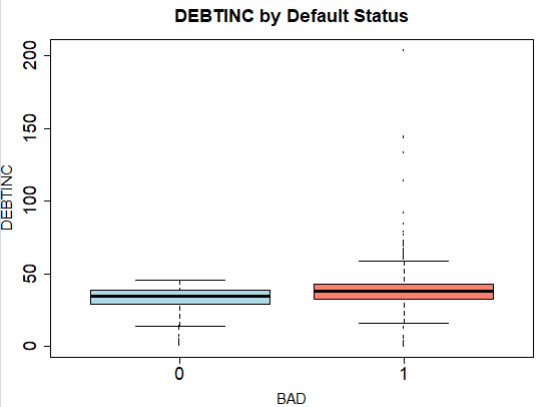 DEBTINC by Default Status
DEBTINC
200
150
100
50
0
0
1
BAD